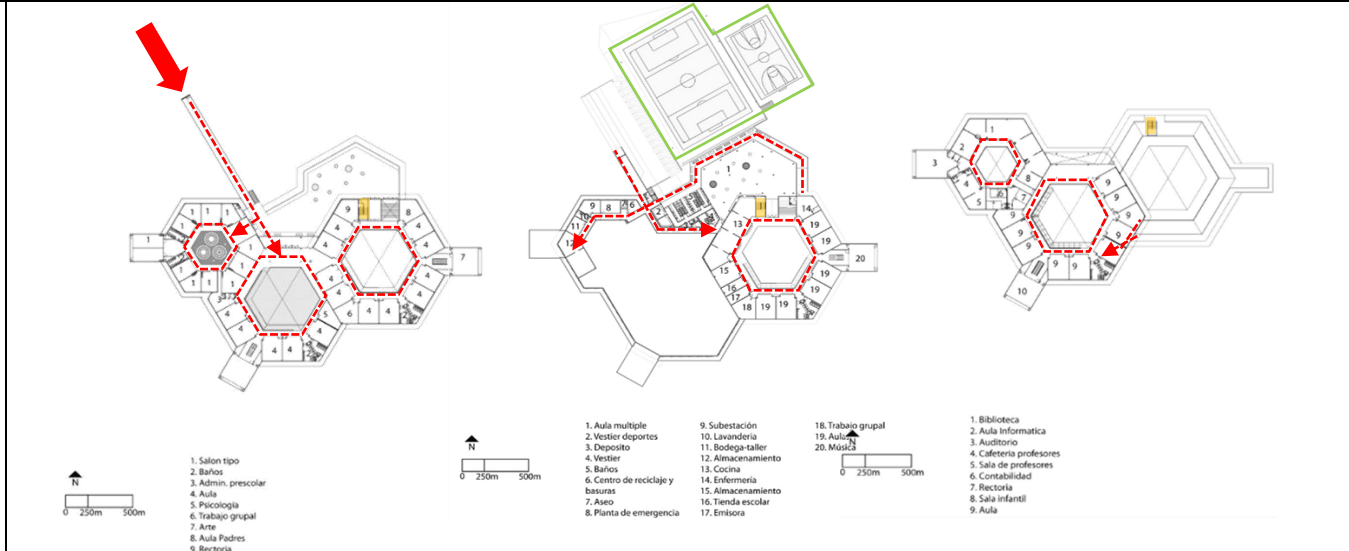 N
0 250m 500m
1. Salon tipo
2. Baños
3. Admin. prescolar
4. Aula
5. Psicologia
6. Trabajo grupal
7. Arte
8. Aula Padres
9. Rectoria
N
0 250m 500m
1. Aula multiple
2. Vestier deportes
3. Deposito
4. Vestier
5. Baños
6. Centro de reciclaje y
basuras
7. Aseo
8. Planta de emergencia
9. Subestación
10. Lavanderia
11. Bodega-taller
12. Almacenamiento
13. Cocina
14. Enfermería
15. Almacenamiento
16. Tienda escolar
17. Emisora
18. Trabajo grupal
19. Aula
20. Música
N
0 250m 500m
1. Biblioteca
2. Aula Informatica
3. Auditorio
4. Cafeteria profesores
5. Sala de profesores
6. Contabilidad
7. Rectoria
8. Sala infantil
9. Aula